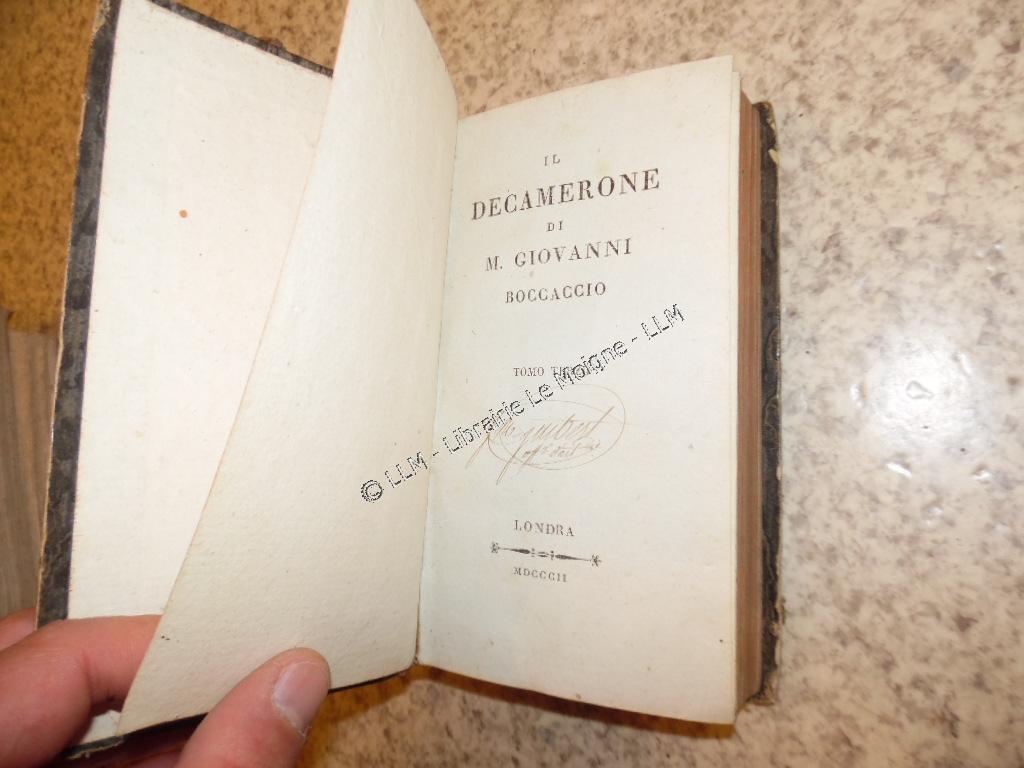 IL
DECAMERONE
DI
M. GIOVANNI
BOCCACCIO
TOMO
© LLM - Librairie Le Moigne - LLM
LONDRA
MDCCCII